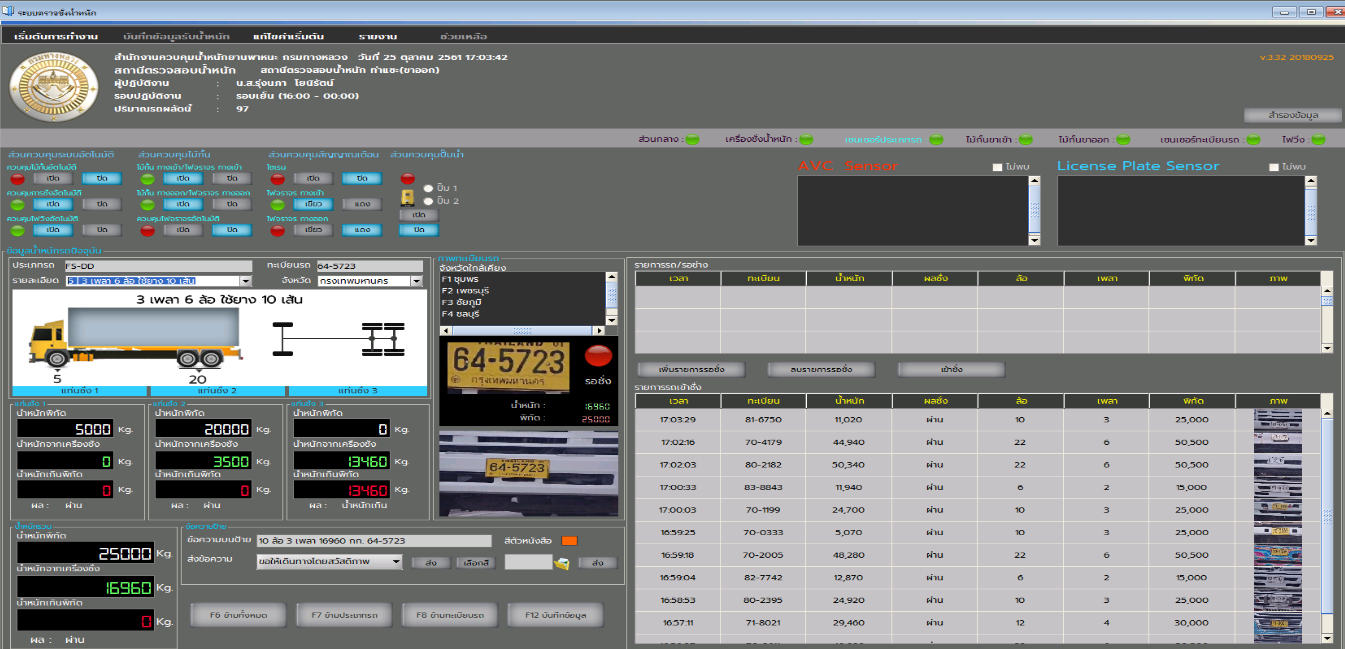 ระบบตรวจชั่งน้ำหนัก
เริ่มต้นการทำงาน บันทึกข้อมูลรับน้ำหนัก แก้ไขค่าเริ่มต้น รายงาน ช่วยเหลือ
สำนักงานควบคุมน้ำหนักยานพาหนะ กรมทางหลวง วันที่ 25 ตุลาคม 2561 17:03:42
สถานีตรวจสอบน้ำหนัก สถานีตรวจสอบน้ำหนัก ท่าแซะ(ขาออก)
ผู้ปฏิบัติงาน : น.ส.รุ่งนภา โยนิรัตน์
รอบปฏิบัติงาน : รอบเย็น (16:00 - 00:00)
ปริมาณรถผลัดนี้ : 97
v.3.32 20180925
สำรองข้อมูล
ส่วนกลาง : เครื่องชั่งน้ำหนัก : เซนเซอร์ประเภทรถ ไม้กั้นขาเข้า : ไม้กั้นขาออก : เซนเซอร์ทะเบียนรถ : ไฟวิ่ง :
ส่วนควบคุมระบบอัตโนมัติ ส่วนควบคุมไม้กั้น ส่วนควบคุมสัญญาณเตือน ส่วนควบคุมปั๊มน้ำ
ควบคุมไม้กั้นอัตโนมัติ ไม้กั้น ทางเข้า/ไฟจราจร ทางเข้า ไซเรน
เปิด ปิด เปิด ปิด เปิด ปิด
ควบคุมการชั่งอัตโนมัติ ไม้กั้น ทางออก/ไฟจราจร ทางออก ไฟจราจร ทางเข้า
เปิด ปิด เปิด ปิด เขียว แดง
ควบคุมไฟวิ่งอัตโนมัติ ควบคุมไฟจราจรอัตโนมัติ ไฟจราจร ทางออก
เปิด ปิด เปิด ปิด เขียว แดง
ปั๊ม 1
ปั๊ม 2
เปิด
ปิด
AVC Sensor ไม่พบ
License Plate Sensor ไม่พบ
ข้อมูลน้ำหนักรถปัจจุบัน
ประเภทรถ FS-DD ทะเบียนรถ 64-5723
รายละเอียด 5 | 3 เพลา 6 ล้อ ใช้ยาง 10 เส้น จังหวัด กรุงเทพมหานคร
3 เพลา 6 ล้อ ใช้ยาง 10 เส้น
5 20
แท่นชั่ง 1 แท่นชั่ง 2 แท่นชั่ง 3
แท่นชั่ง 1 แท่นชั่ง 2 แท่นชั่ง 3
น้ำหนักพิกัด น้ำหนักพิกัด น้ำหนักพิกัด
5000 Kg. 20000 Kg. 0 Kg.
น้ำหนักจากเครื่องชั่ง น้ำหนักจากเครื่องชั่ง น้ำหนักจากเครื่องชั่ง
0 Kg. 3500 Kg. 13460 Kg.
น้ำหนักเกินพิกัด น้ำหนักเกินพิกัด น้ำหนักเกินพิกัด
0 Kg. 0 Kg. 13460 Kg.
ผล : ผ่าน ผล : ผ่าน ผล : น้ำหนักเกิน
น้ำหนักรวม
น้ำหนักพิกัด
25000 Kg.
น้ำหนักจากเครื่องชั่ง
16960 Kg.
น้ำหนักเกินพิกัด
0 Kg.
ผล : ผ่าน
ข้อความป้าย
ข้อความบนป้าย 10 ล้อ 3 เพลา 16960 กก. 64-5723 สีตัวหนังสือ
ส่งข้อความ ขอให้เดินทางโดยสวัสดิภาพ ส่ง เลือกสี ส่ง
F6 ข้ามทั้งหมด F7 ข้ามประเภทรถ F8 ข้ามทะเบียนรถ F12 บันทึกข้อมูล
ภาพทะเบียนรถ
จังหวัดใกล้เคียง
F1 ชุมพร
F2 เพชรบุรี
F3 ชัยภูมิ
F4 ชลบุรี
64-5723
กรุงเทพมหานคร
รอชั่ง
น้ำหนัก : 16960
พิกัด : 25000
64-5723
รายการรถ/รอช่าง
เวลา ทะเบียน น้ำหนัก ผลชั่ง ล้อ เพลา พิกัด ภาพ
เพิ่มรายการรอชั่ง ลบรายการรอชั่ง เข้าชั่ง
รายการรถเข้าชั่ง
เวลา ทะเบียน น้ำหนัก ผลชั่ง ล้อ เพลา พิกัด ภาพ
17:03:29 81-6750 11,020 ผ่าน 10 3 25,000
17:02:16 70-4179 44,940 ผ่าน 22 6 50,500
17:02:03 80-2182 50,340 ผ่าน 22 6 50,500
17:00:33 83-8843 11,940 ผ่าน 6 2 15,000
17:00:03 70-1199 24,700 ผ่าน 10 3 25,000
16:59:25 70-0333 5,070 ผ่าน 10 3 25,000
16:59:18 70-2005 48,280 ผ่าน 22 6 50,500
16:59:04 82-7742 12,870 ผ่าน 6 2 15,000
16:58:53 80-2395 24,920 ผ่าน 10 3 25,000
16:57:11 71-8021 29,460 ผ่าน 12 4 30,000